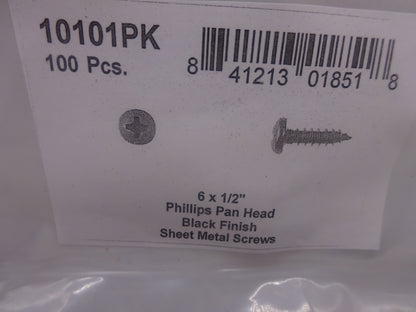 10101PK
100 Pcs.
8 41213 01851 8
6 x 1/2"
Phillips Pan Head
Black Finish
Sheet Metal Screws